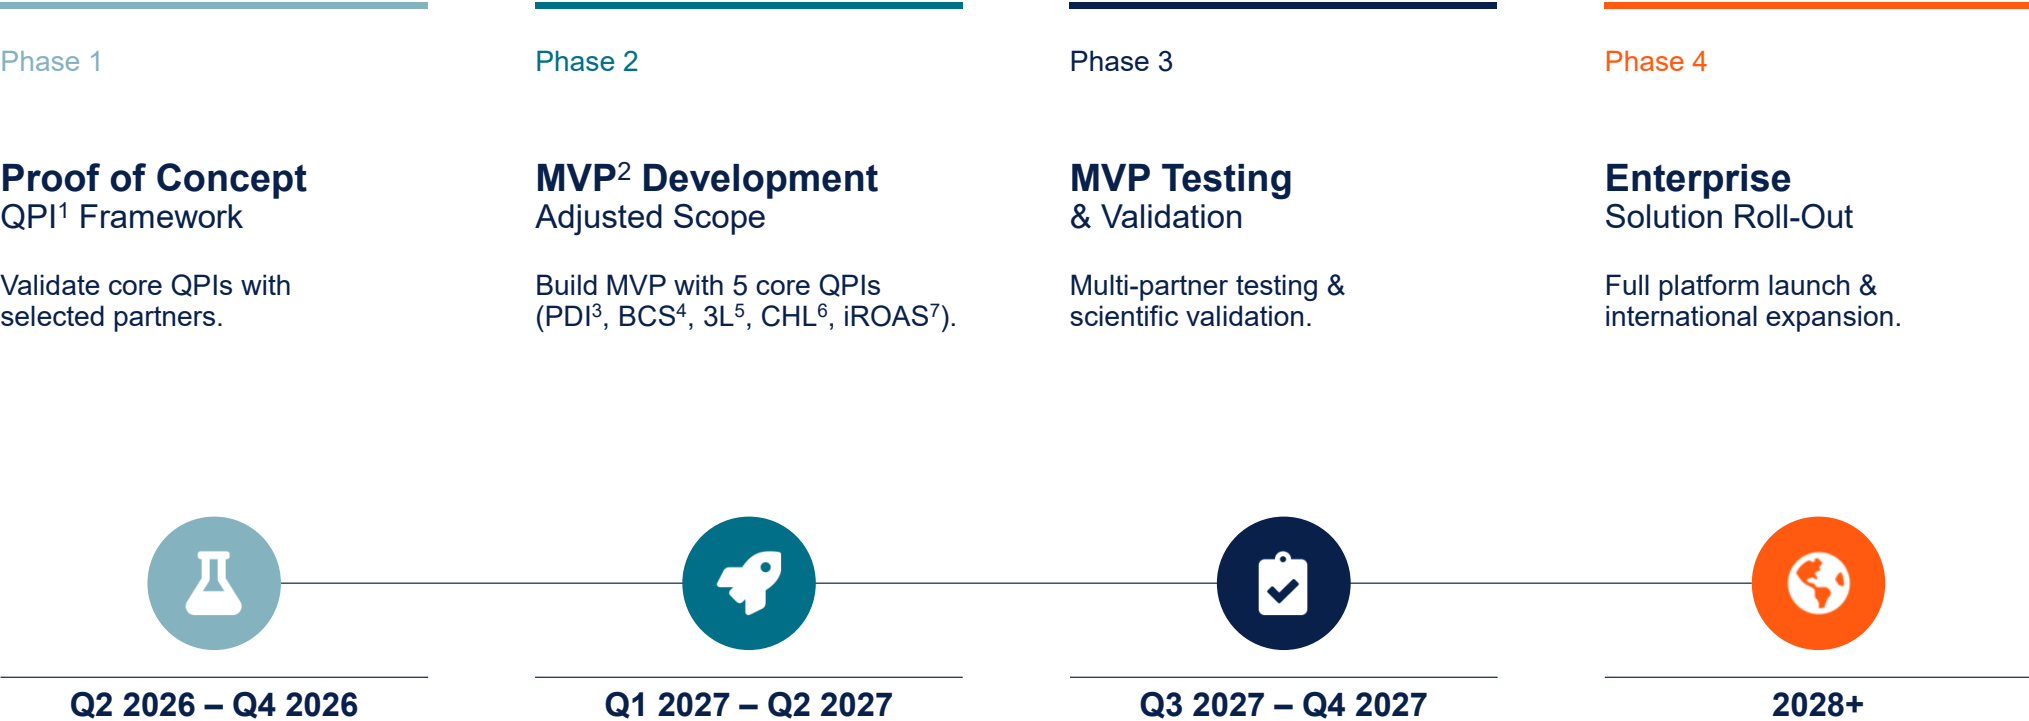 Phase 1
Proof of Concept
QPI¹ Framework
Validate core QPIs with
selected partners.
Q2 2026 – Q4 2026
Phase 2
MVP² Development
Adjusted Scope
Build MVP with 5 core QPIs
(PDI³, BCS⁴, 3L⁵, CHL⁶, iROAS⁷).
Q1 2027 – Q2 2027
Phase 3
MVP Testing
& Validation
Multi-partner testing &
scientific validation.
Q3 2027 – Q4 2027
Phase 4
Enterprise
Solution Roll-Out
Full platform launch &
international expansion.
2028+